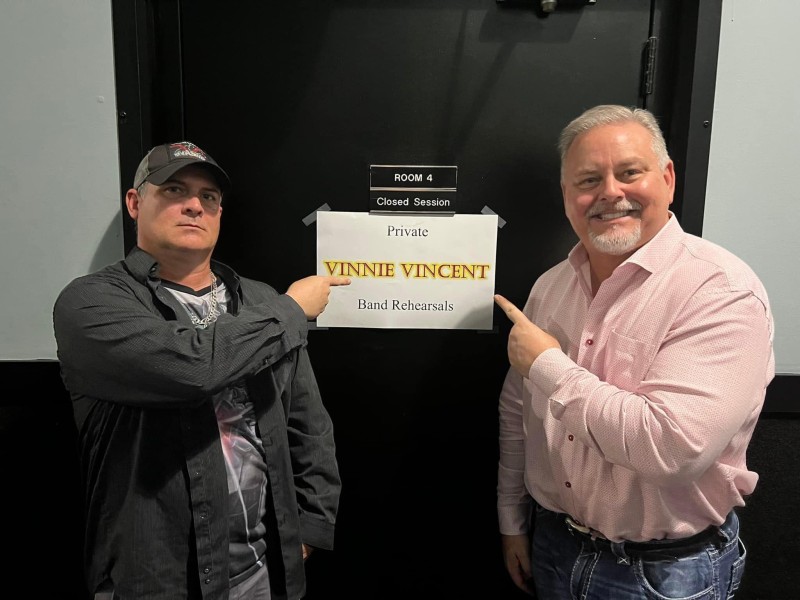 ROOM 4
Closed Session
Private
VINNIE VINCENT
Band Rehearsals